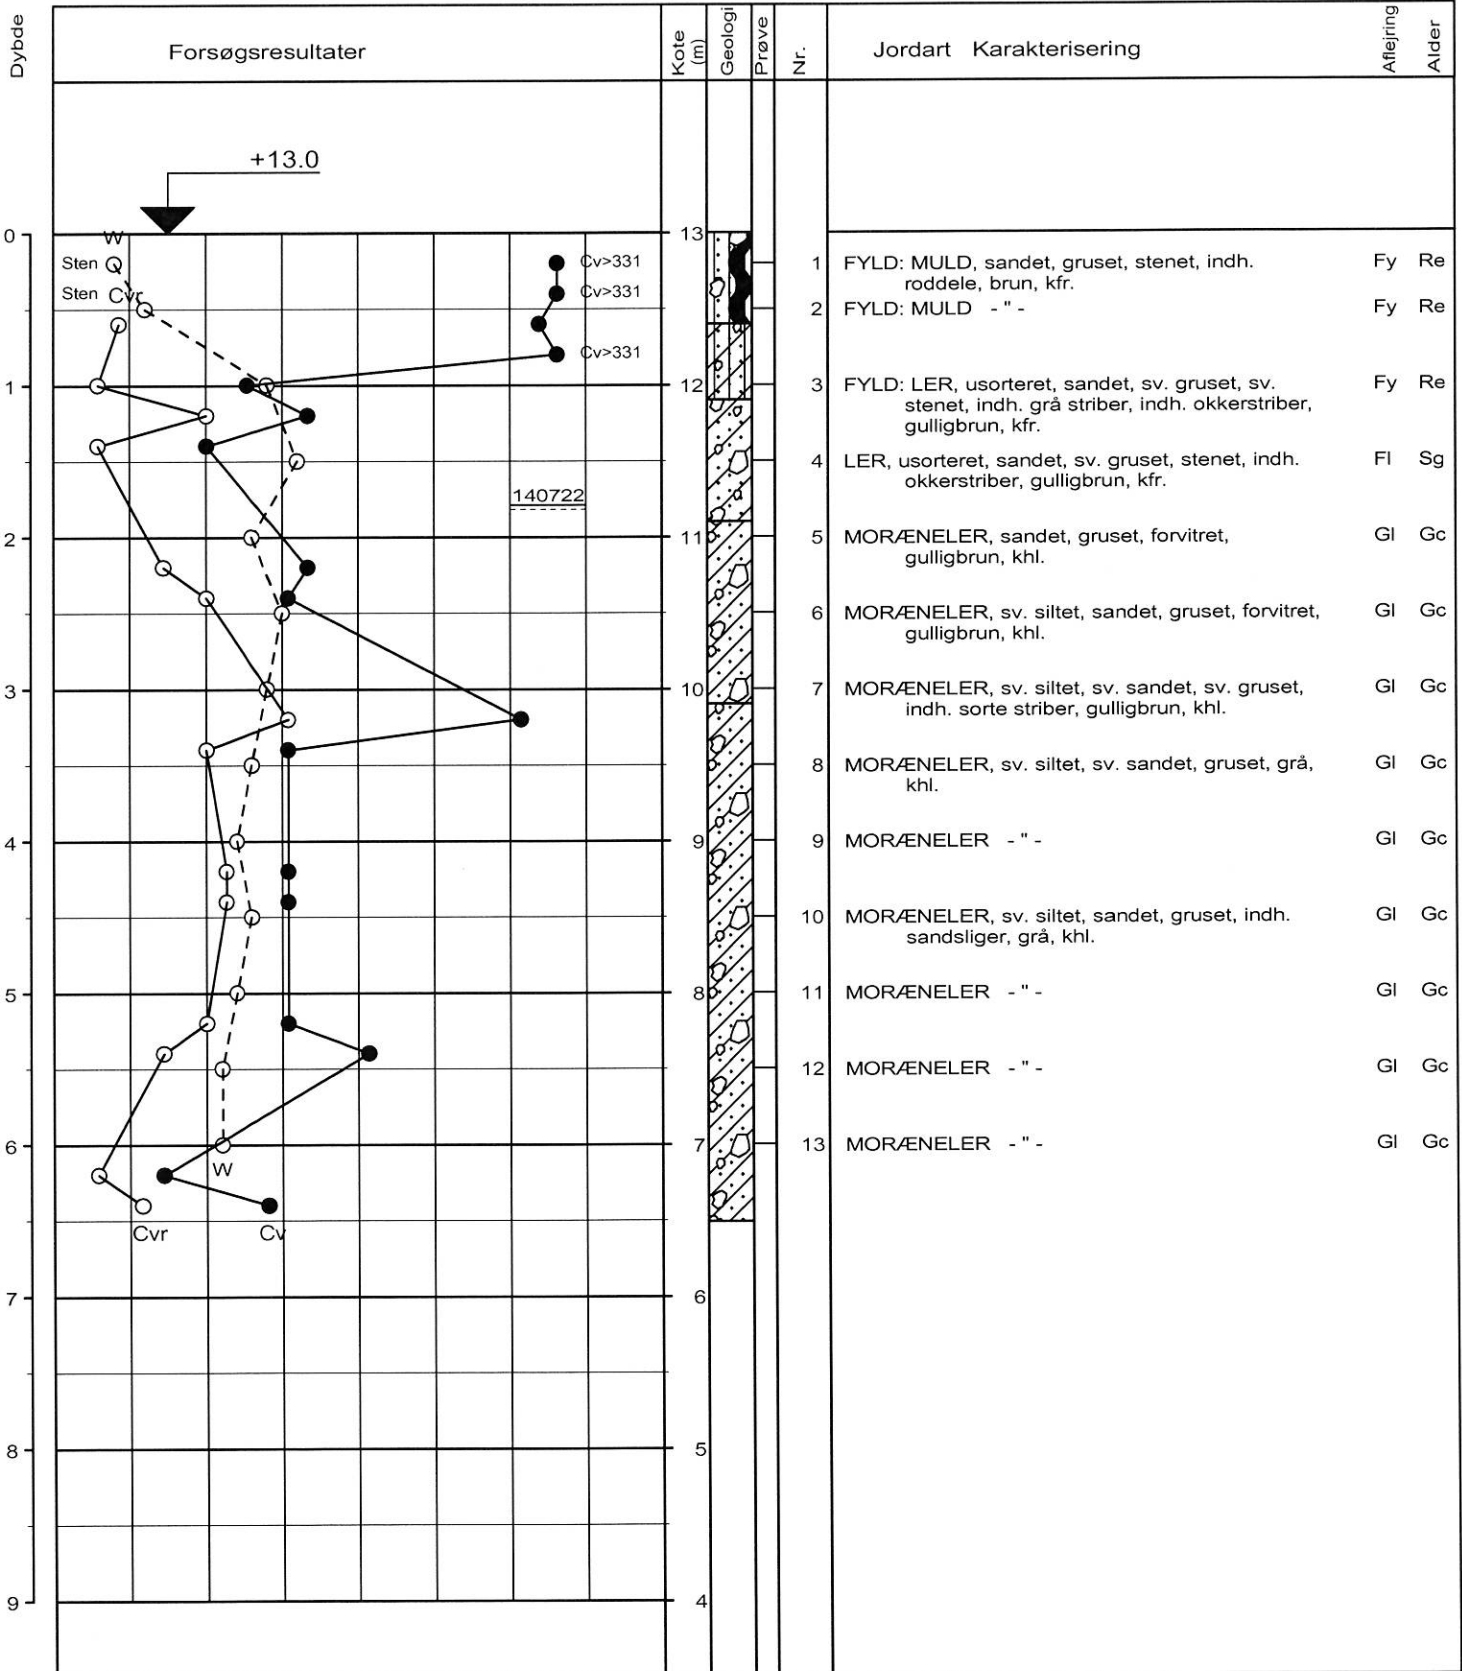 Dybde
Forsøgsresultater
Kote (m)
Geologi
Prøve
Nr.
Jordart Karakterisering
Aflejring
Alder
+13.0
0
W
13
Sten
Cv>331
1 FYLD: MULD, sandet, gruset, stenet, indh. Fy Re
roddele, brun, kfr.
Sten Cvr
Cv>331
2 FYLD: MULD - " - Fy Re
Cv>331
1
12
3 FYLD: LER, usorteret, sandet, sv. gruset, sv. Fy Re
stenet, indh. grå striber, indh. okkerstriber,
gulligbrun, kfr.
4 LER, usorteret, sandet, sv. gruset, stenet, indh. Fl Sg
okkerstriber, gulligbrun, kfr.
140722
2
11
5 MORÆNELER, sandet, gruset, forvitret, Gl Gc
gulligbrun, khl.
6 MORÆNELER, sv. siltet, sandet, gruset, forvitret, Gl Gc
gulligbrun, khl.
3
10
7 MORÆNELER, sv. siltet, sv. sandet, sv. gruset, Gl Gc
indh. sorte striber, gulligbrun, khl.
8 MORÆNELER, sv. siltet, sv. sandet, gruset, grå, Gl Gc
khl.
4
9
9 MORÆNELER - " - Gl Gc
10 MORÆNELER, sv. siltet, sandet, gruset, indh. Gl Gc
sandsliger, grå, khl.
5
8
11 MORÆNELER - " - Gl Gc
12 MORÆNELER - " - Gl Gc
6
7
13 MORÆNELER - " - Gl Gc
W
Cvr
Cv
7
6
8
5
9
4